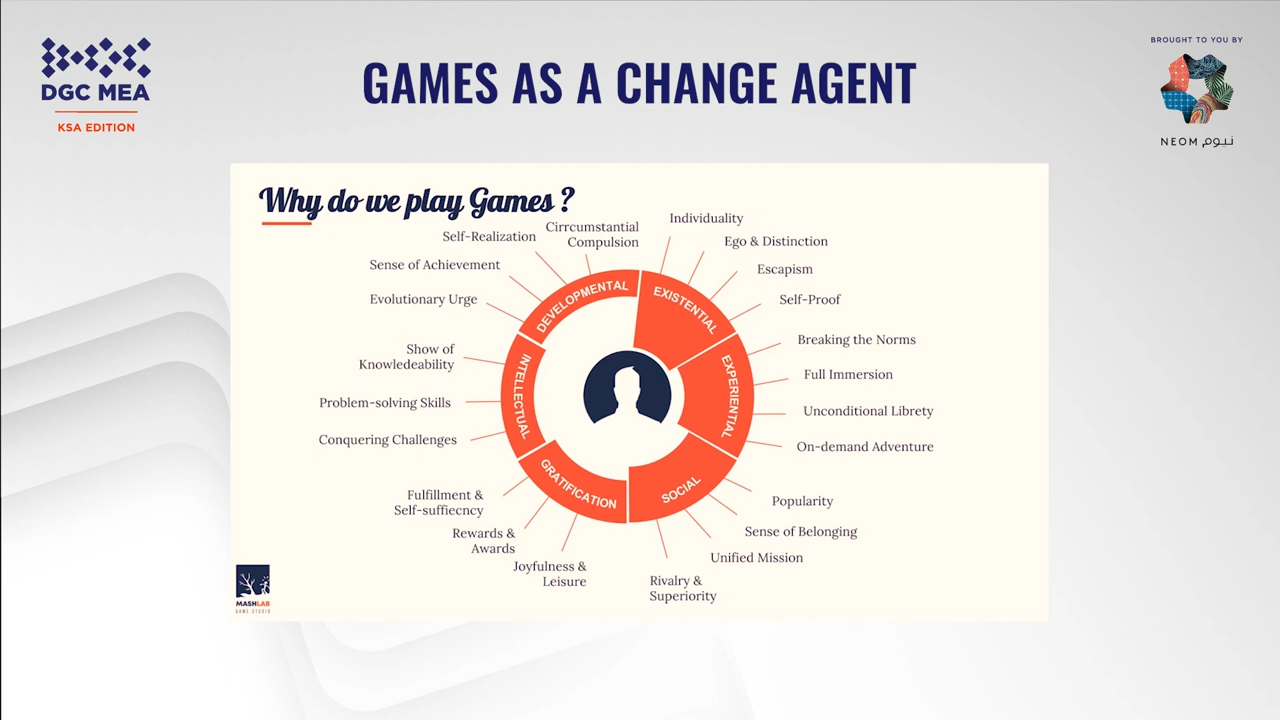 DGC MEA
KSA EDITION
GAMES AS A CHANGE AGENT
BROUGHT TO YOU BY
NEOM نيوم
Why do we play Games ?
Individuality
Ego & Distinction
Escapism
Self-Proof
Breaking the Norms
Full Immersion
Unconditional Librety
On-demand Adventure
Popularity
Sense of Belonging
Unified Mission
Rivalry &
Superiority
Joyfulness &
Leisure
Rewards &
Awards
Fulfillment &
Self-suffiecncy
Conquering Challenges
Problem-solving Skills
Show of
Knowledeability
Evolutionary Urge
Sense of Achievement
Self-Realization
Cirrcumstantial
Compulsion
EXISTENTIAL
EXPERIENTIAL
SOCIAL
GRATIFICATION
INTELLECTUAL
DEVELOPMENTAL
MASHLAB
GAME STUDIO